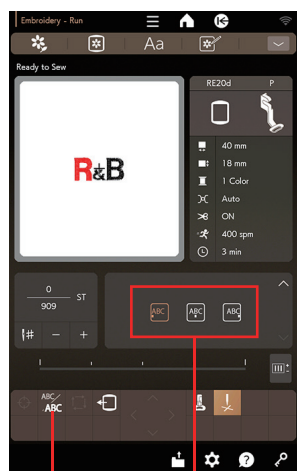 Embroidery - Run
Aa
Ready to Sew
RE20d P
R&B
40 mm
18 mm
1 Color
Auto
ON
400 spm
3 min
0
909 ST
# - +
ABC ABC ABC
ABC
ABC
?